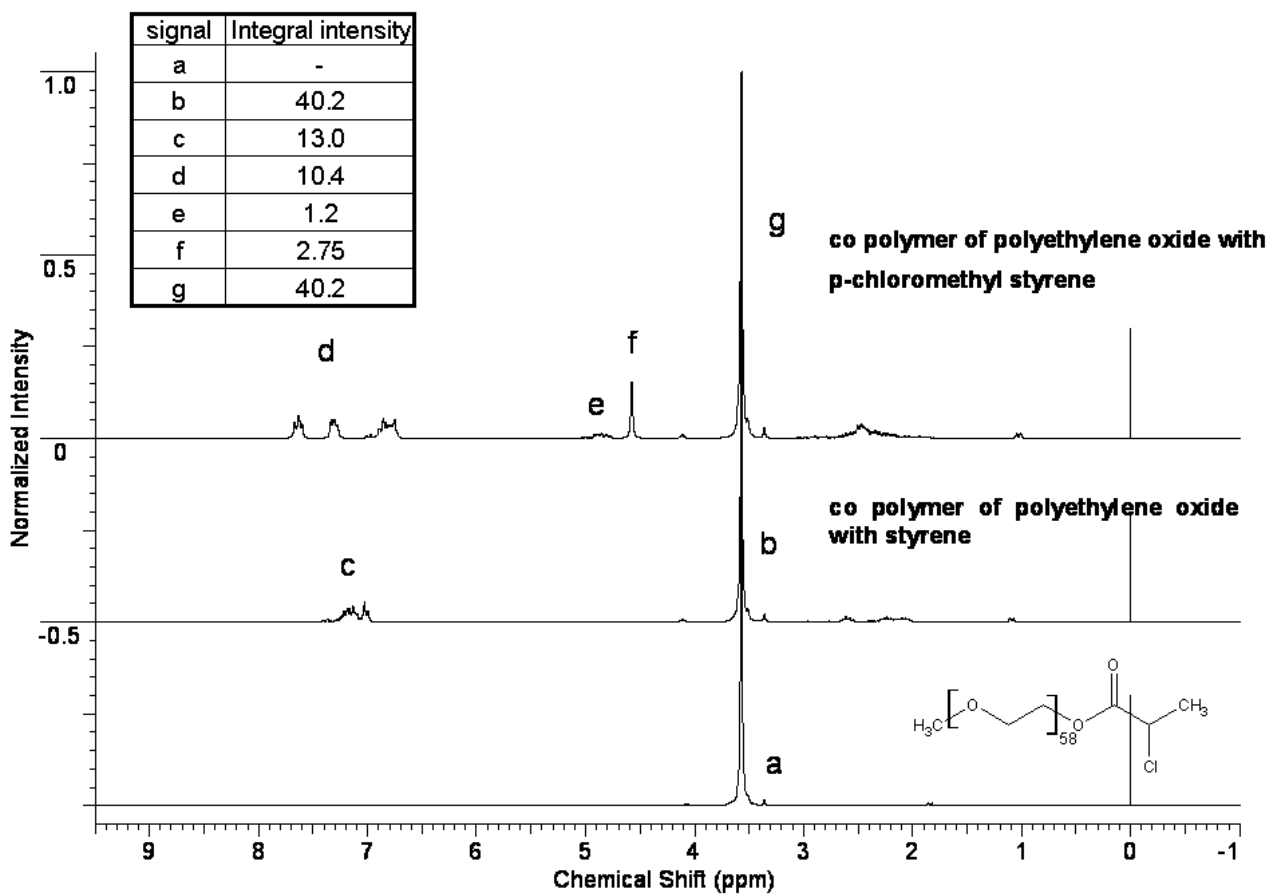 signal Integral intensity
a -
b 40.2
c 13.0
d 10.4
e 1.2
f 2.75
g 40.2
1.0
0.5
0
-0.5
Normalized Intensity
d
e
f
g
co polymer of polyethylene oxide with
p-chloromethyl styrene
c
b
co polymer of polyethylene oxide
with styrene
a
H3C
O
58
O
O
CH3
Cl
9 8 7 6 5 4 3 2 1 0 -1
Chemical Shift (ppm)